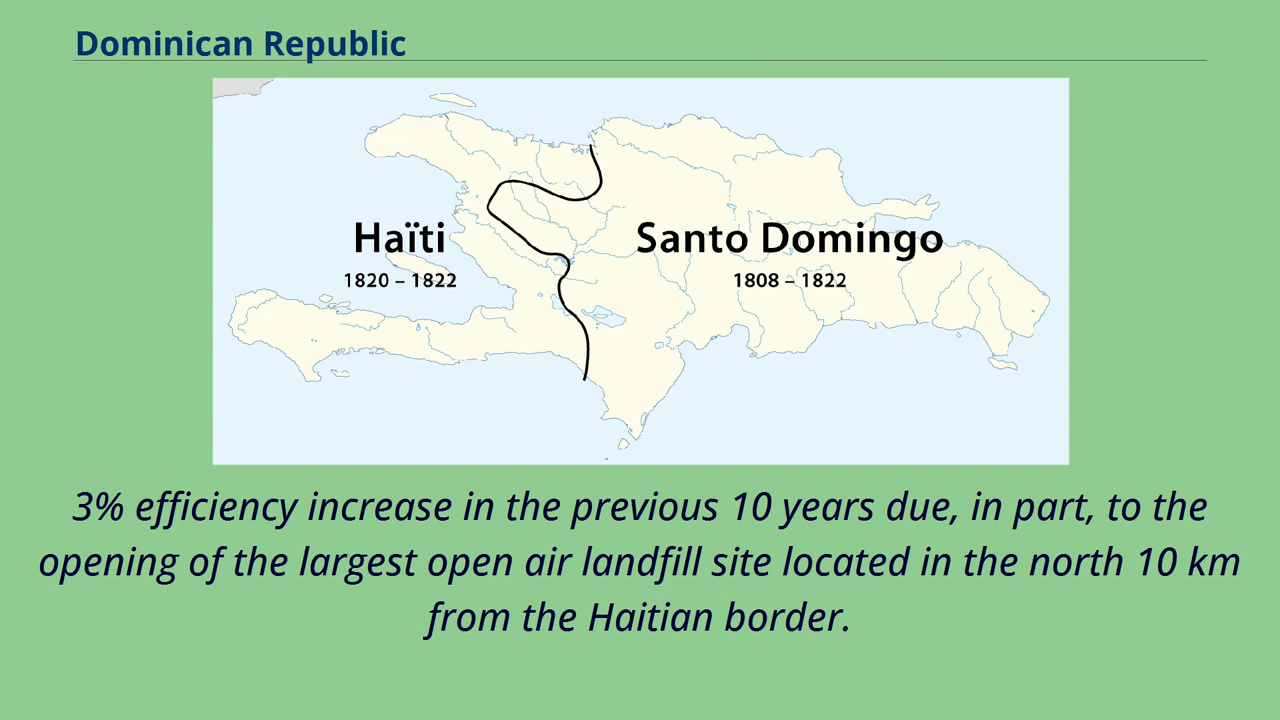 Dominican Republic
Haïti
Santo Domingo
1820 – 1822
1808 – 1822
3% efficiency increase in the previous 10 years due, in part, to the
opening of the largest open air landfill site located in the north 10 km
from the Haitian border.